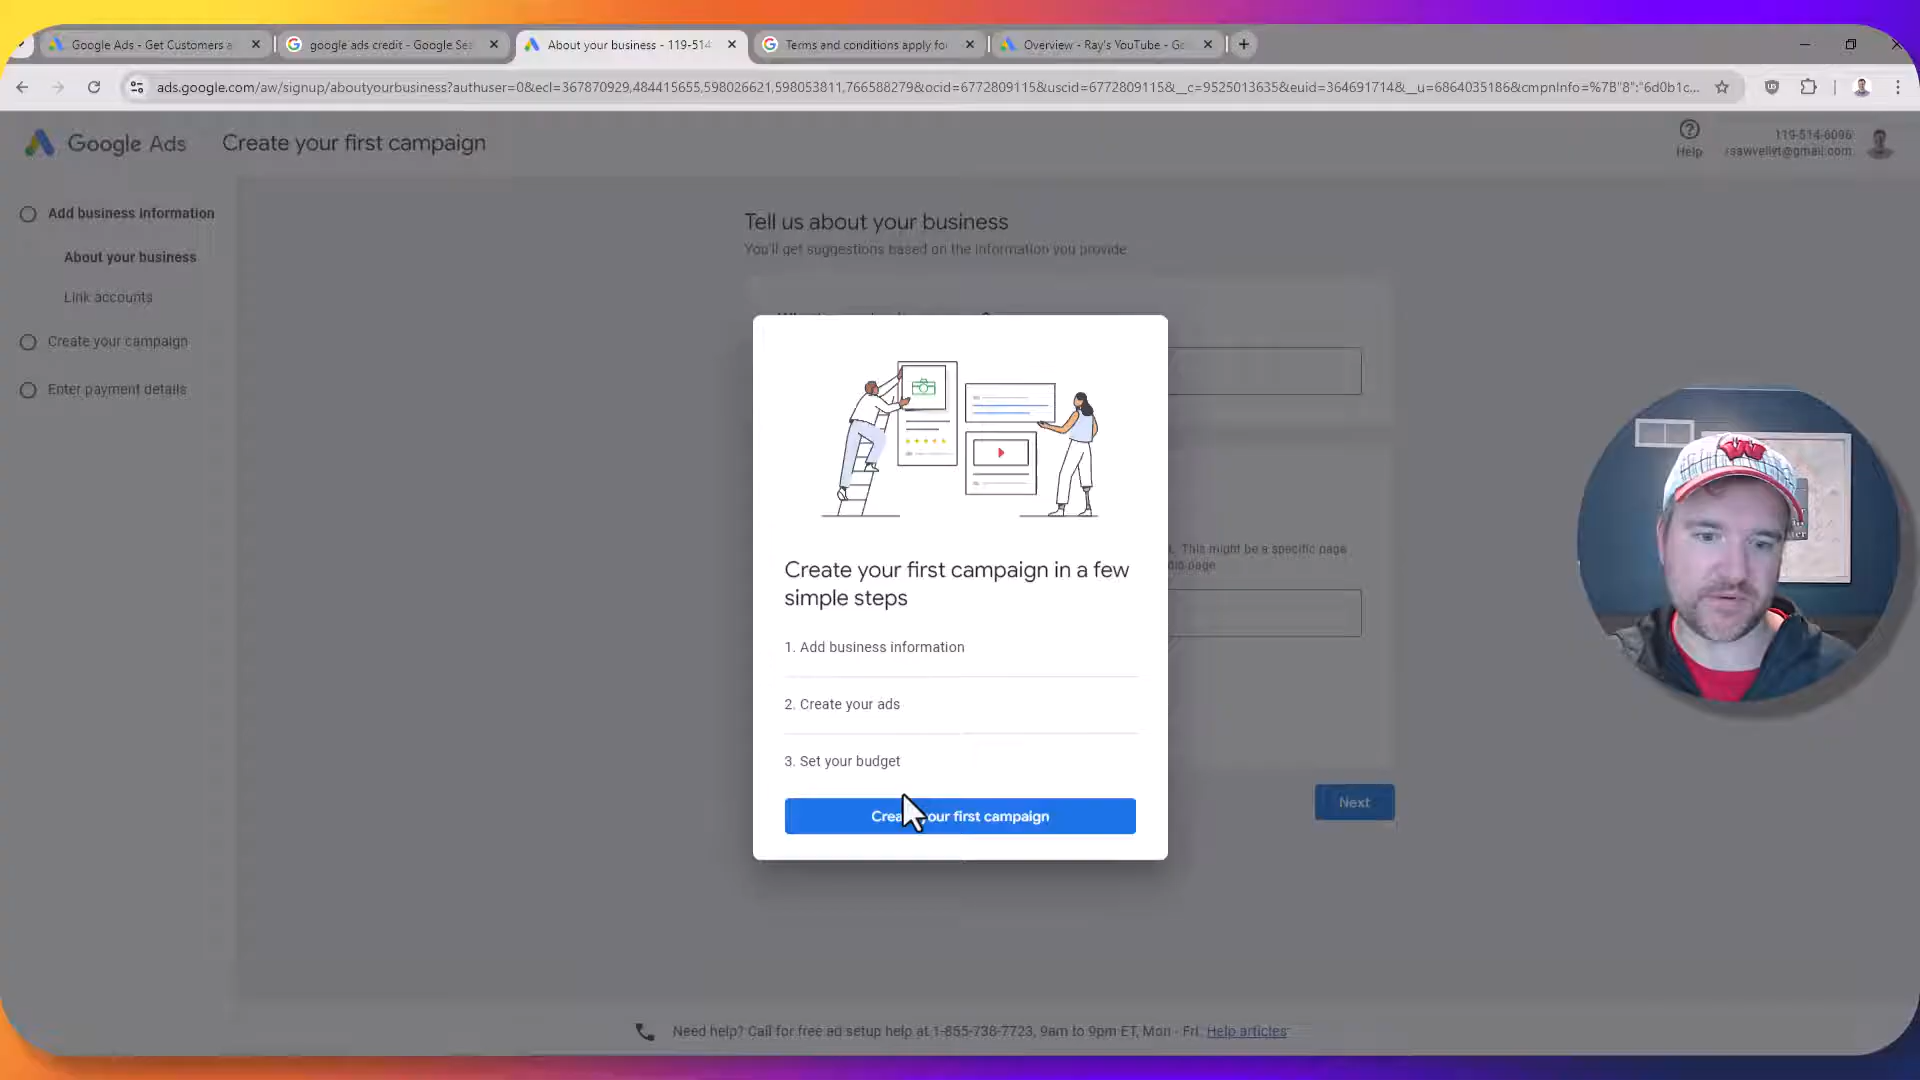 Google Ads - Get Customers a
google ads credit - Google Sea
About your business - 119-514
Terms and conditions apply fo
Overview - Ray's YouTube - Go
ads.google.com/aw/signup/aboutyourbusiness?authuser=0&ecl=367870929,484415655,598026621,598053811,766588279&ocid=6772809115&uscid=6772809115&__c=9525013635&euid=364691714&__u=6864035186&cmpnInfo=%7B"8":"6d0b1c...
Google Ads
Create your first campaign
Help
119-514-6096
rsawvellvt@gmail.com
Add business information
About your business
Link accounts
Create your campaign
Enter payment details
Tell us about your business
You'll get suggestions based on the information you provide
. This might be a specific page
page
Create your first campaign in a few
simple steps
1. Add business information
2. Create your ads
3. Set your budget
Crea our first campaign
Next
Need help? Call for free ad setup help at 1-855-738-7723, 9am to 9pm ET, Mon - Fri. Help articles